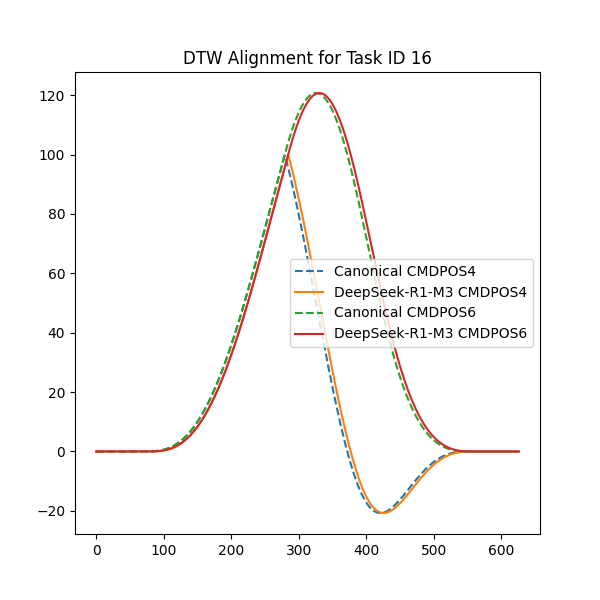 DTW Alignment for Task ID 16
120
100
80
60
40
20
0
−20
Canonical CMDPOS4
DeepSeek-R1-M3 CMDPOS4
Canonical CMDPOS6
DeepSeek-R1-M3 CMDPOS6
0 100 200 300 400 500 600